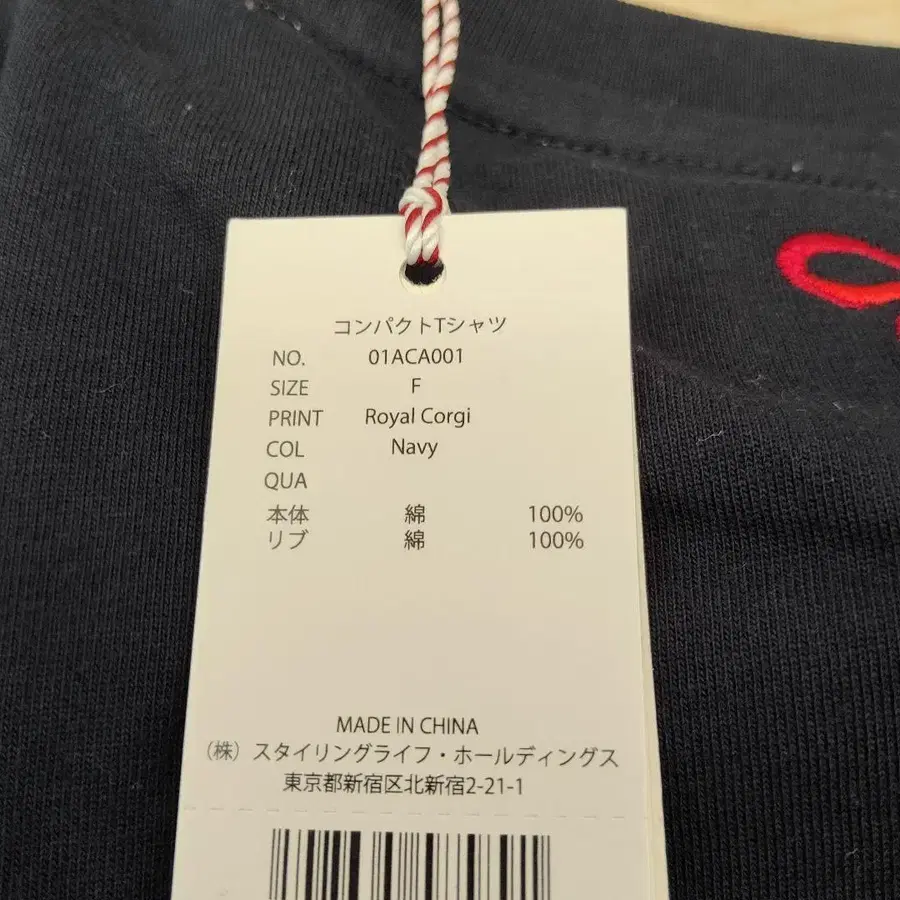 コンパクトTシャツ
NO. 01ACA001
SIZE F
PRINT Royal Corgi
COL Navy
QUA
本体 綿 100%
リブ 綿 100%
MADE IN CHINA
（株）スタイリングライフ・ホールディングス
東京都新宿区北新宿2-21-1